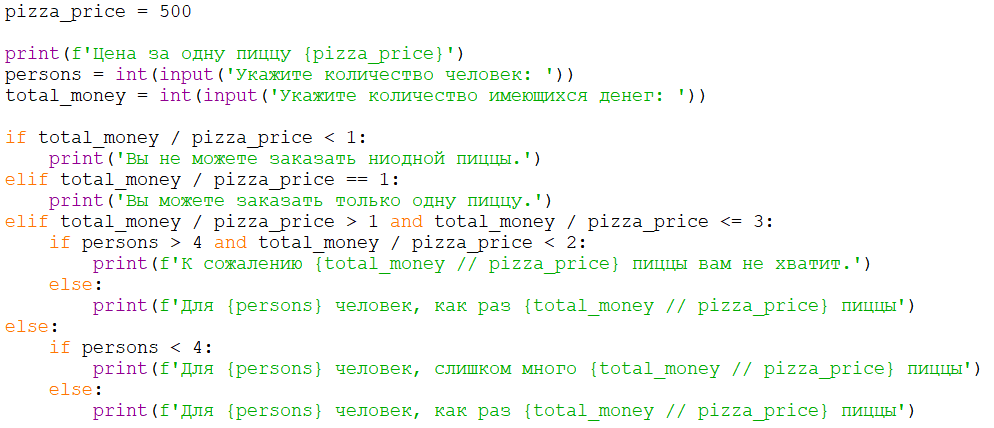 pizza_price = 500

print(f'Цена за одну пиццу {pizza_price}')
persons = int(input('Укажите количество человек: '))
total_money = int(input('Укажите количество имеющихся денег: '))

if total_money / pizza_price < 1:
    print('Вы не можете заказать ниодной пиццы.')
elif total_money / pizza_price == 1:
    print('Вы можете заказать только одну пиццу.')
elif total_money / pizza_price > 1 and total_money / pizza_price <= 3:
    if persons > 4 and total_money / pizza_price < 2:
        print(f'К сожалению {total_money // pizza_price} пиццы вам не хватит.')
    else:
        print(f'Для {persons} человек, как раз {total_money // pizza_price} пиццы')
else:
    if persons < 4:
        print(f'Для {persons} человек, слишком много {total_money // pizza_price} пиццы')
    else:
        print(f'Для {persons} человек, как раз {total_money // pizza_price} пиццы')